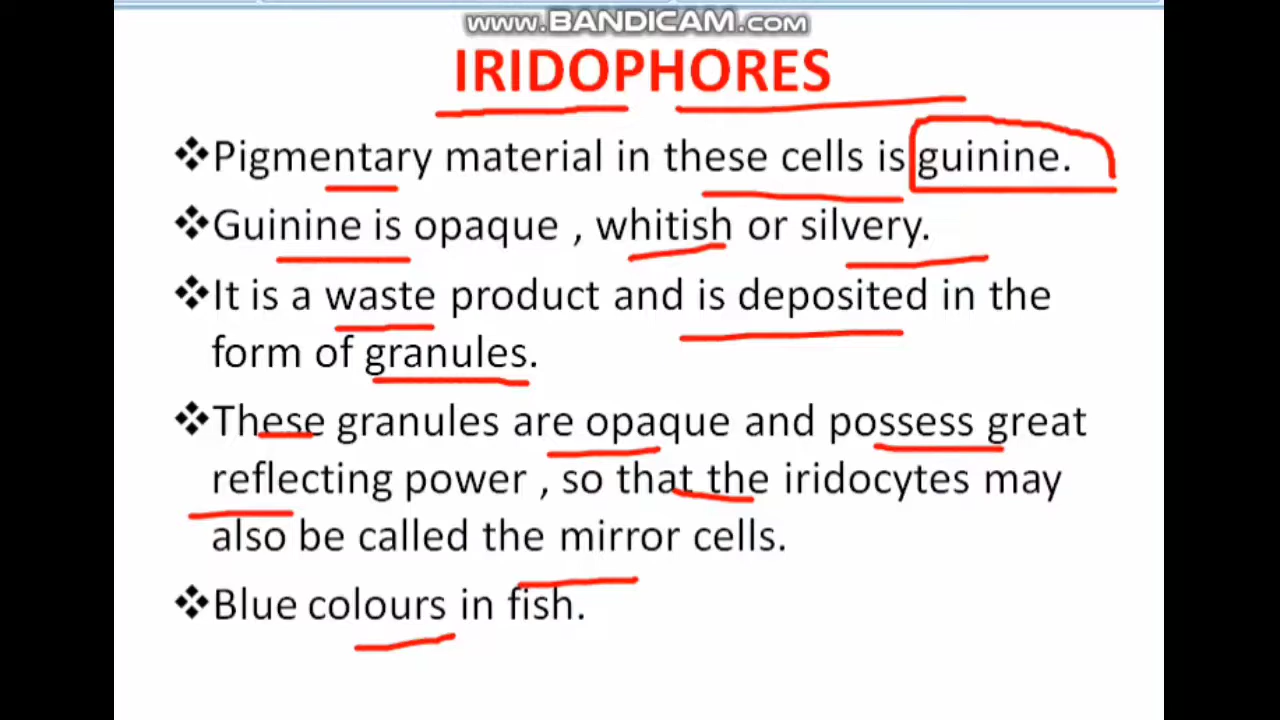 www.BANDICAM.com
IRIDOPHORES
❖Pigmentary material in these cells is guinine.
❖Guinine is opaque , whitish or silvery.
❖It is a waste product and is deposited in the
form of granules.
❖These granules are opaque and possess great
reflecting power , so that the iridocytes may
also be called the mirror cells.
❖Blue colours in fish.